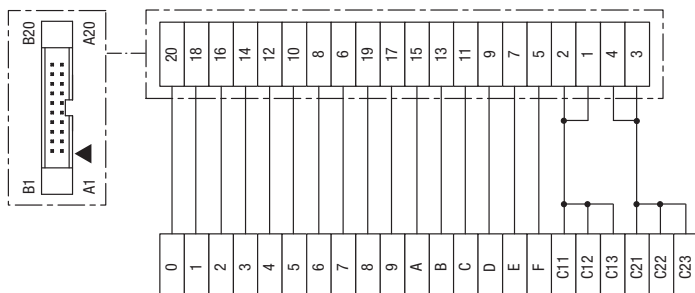 B20 A20
B1 A1
20 18 16 14 12 10 8 6 19 17 15 13 11 9 7 5 2 1 4 3
0 1 2 3 4 5 6 7 8 9 A B C D E F C11 C12 C13 C21 C22 C23